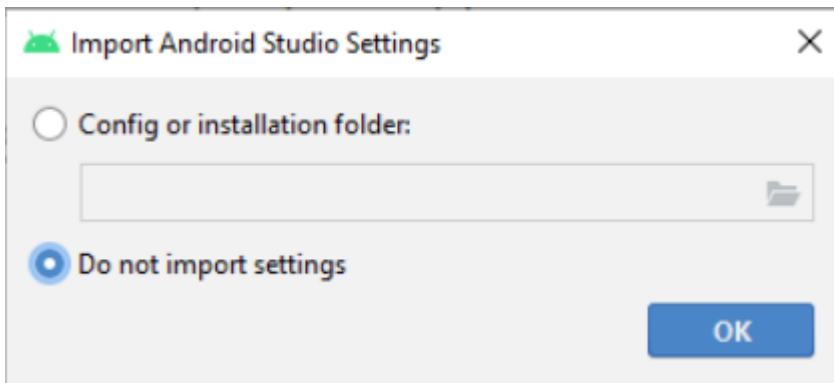 Import Android Studio Settings
Config or installation folder:
Do not import settings
OK